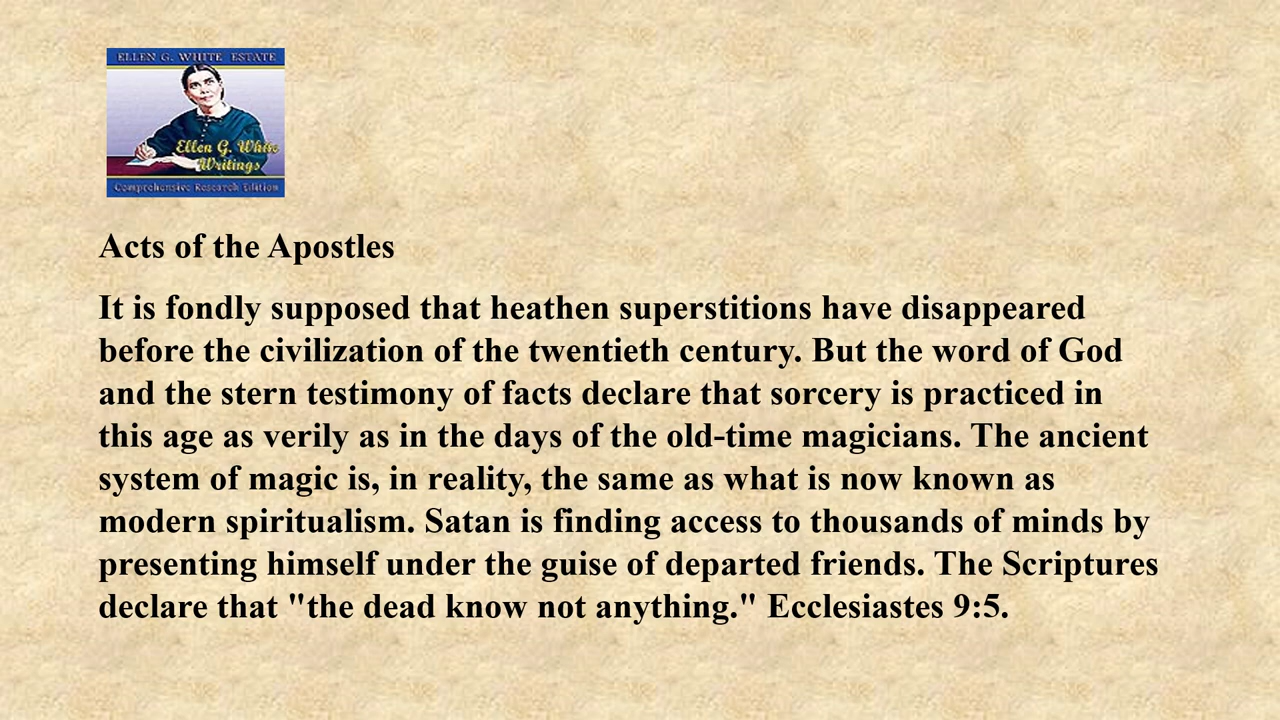 ELLEN G. WHITE ESTATE
Ellen G. White
Writings
Comprehensive Research Edition
Acts of the Apostles
It is fondly supposed that heathen superstitions have disappeared
before the civilization of the twentieth century. But the word of God
and the stern testimony of facts declare that sorcery is practiced in
this age as verily as in the days of the old-time magicians. The ancient
system of magic is, in reality, the same as what is now known as
modern spiritualism. Satan is finding access to thousands of minds by
presenting himself under the guise of departed friends. The Scriptures
declare that "the dead know not anything." Ecclesiastes 9:5.